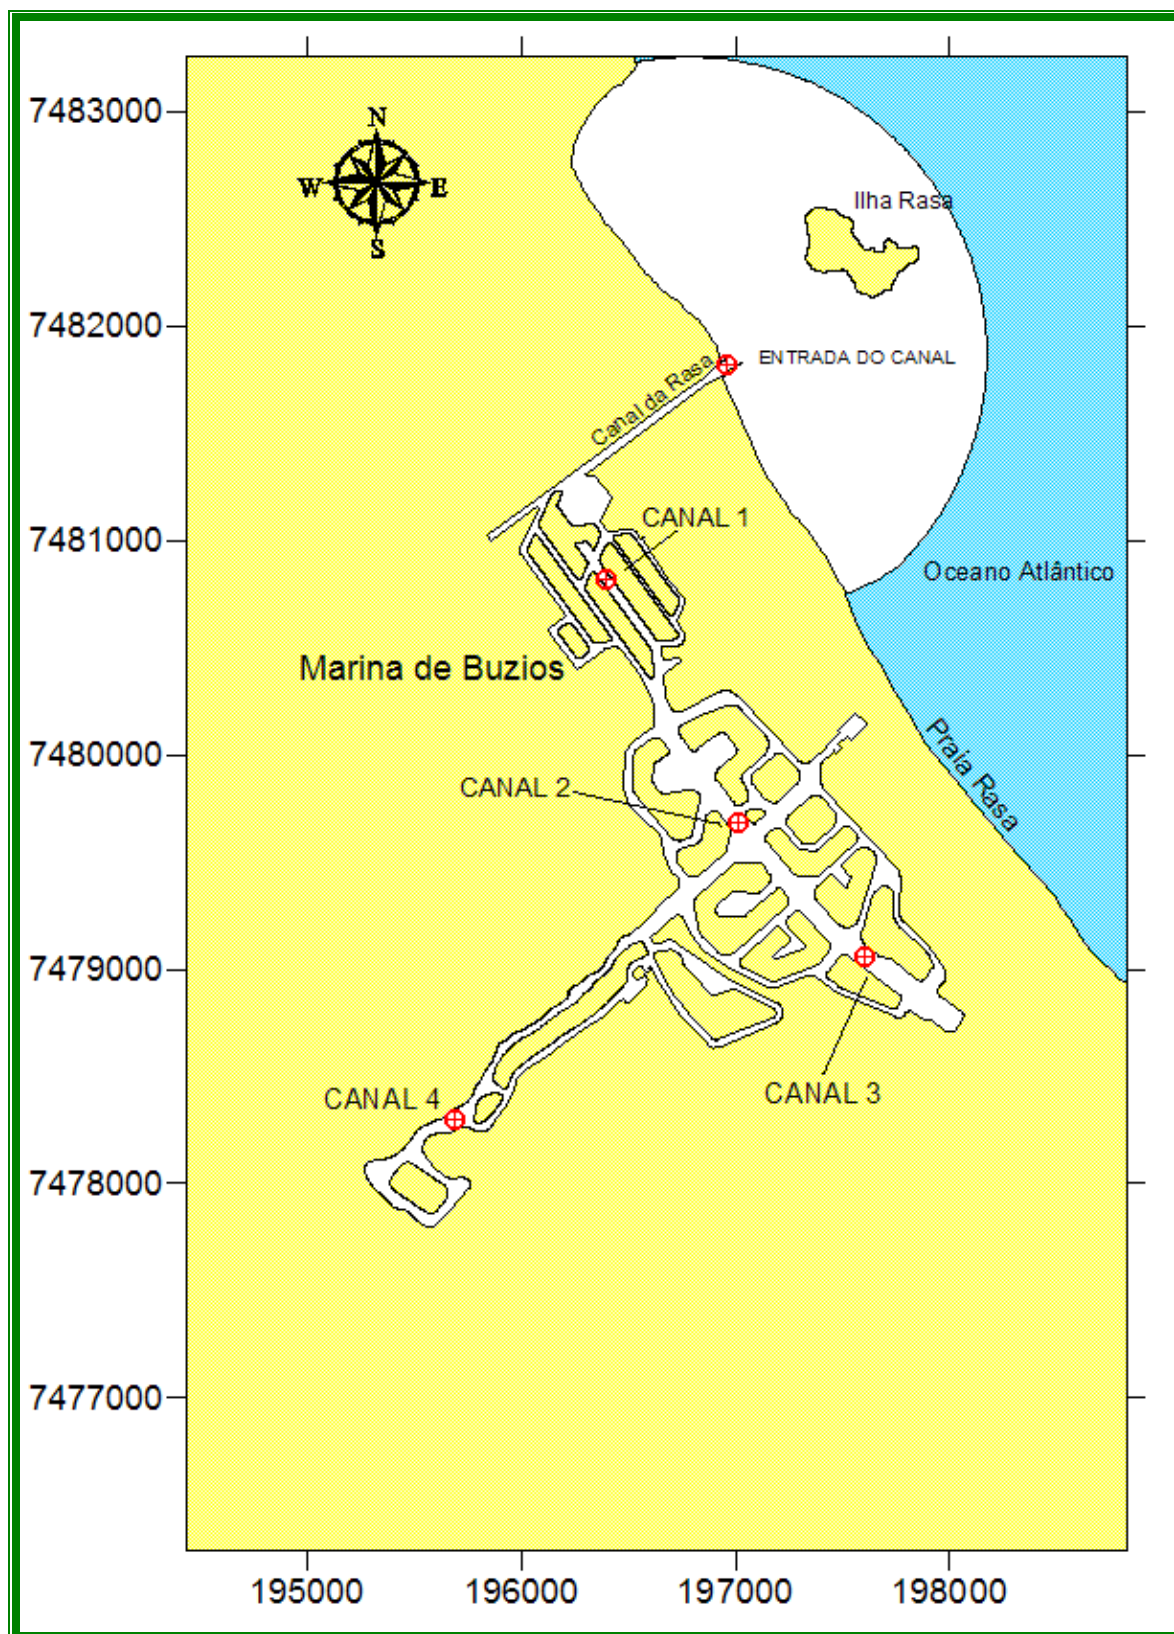 7483000
N
W
E
S
Ilha Rasa
7482000
ENTRADA DO CANAL
Canal da Rasa
CANAL 1
7481000
Oceano Atlântico
Marina de Buzios
7480000
Praia Rasa
CANAL 2
7479000
CANAL 3
CANAL 4
7478000
7477000
195000
196000
197000
198000